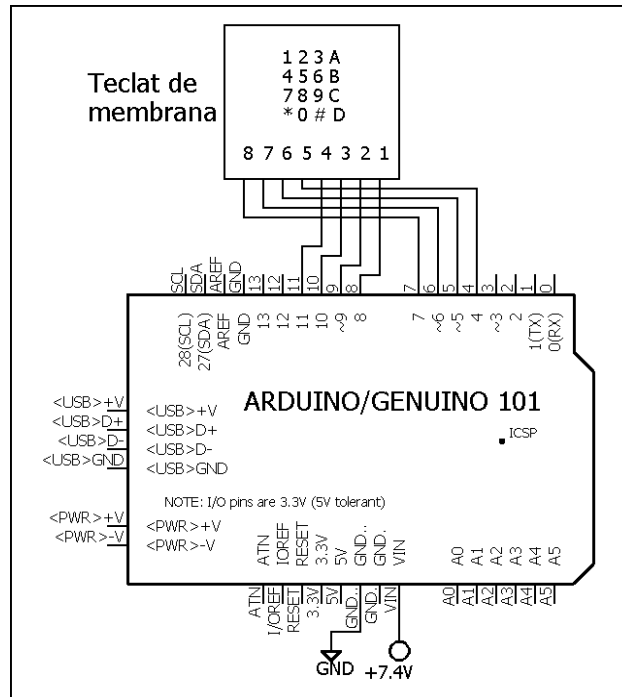 Teclat de
membrana
1 2 3 A
4 5 6 B
7 8 9 C
* 0 # D
8 7 6 5 4 3 2 1
SCL SDA AREF GND 13 12 11 10 9 8 7 6 5 4 3 2 1 0
28(SCL) 27(SDA) AREF GND 13 12 11 10 ~9 8 7 ~6 ~5 4 ~3 2 1(TX) 0(RX)
<USB>+V
<USB>D+
<USB>D-
<USB>GND
<USB>+V
<USB>D+
<USB>D-
<USB>GND
ARDUINO/GENUINO 101
ICSP
NOTE: I/O pins are 3.3V (5V tolerant)
<PWR>+V
<PWR>-V
<PWR>+V
<PWR>-V
ATN IOREF RESET 3.3V 5V GND.. GND. VIN A0 A1 A2 A3 A4 A5
ATN I/OREF RESET 3.3V 5V GND.. GND. VIN A0 A1 A2 A3 A4 A5
GND
+7.4V